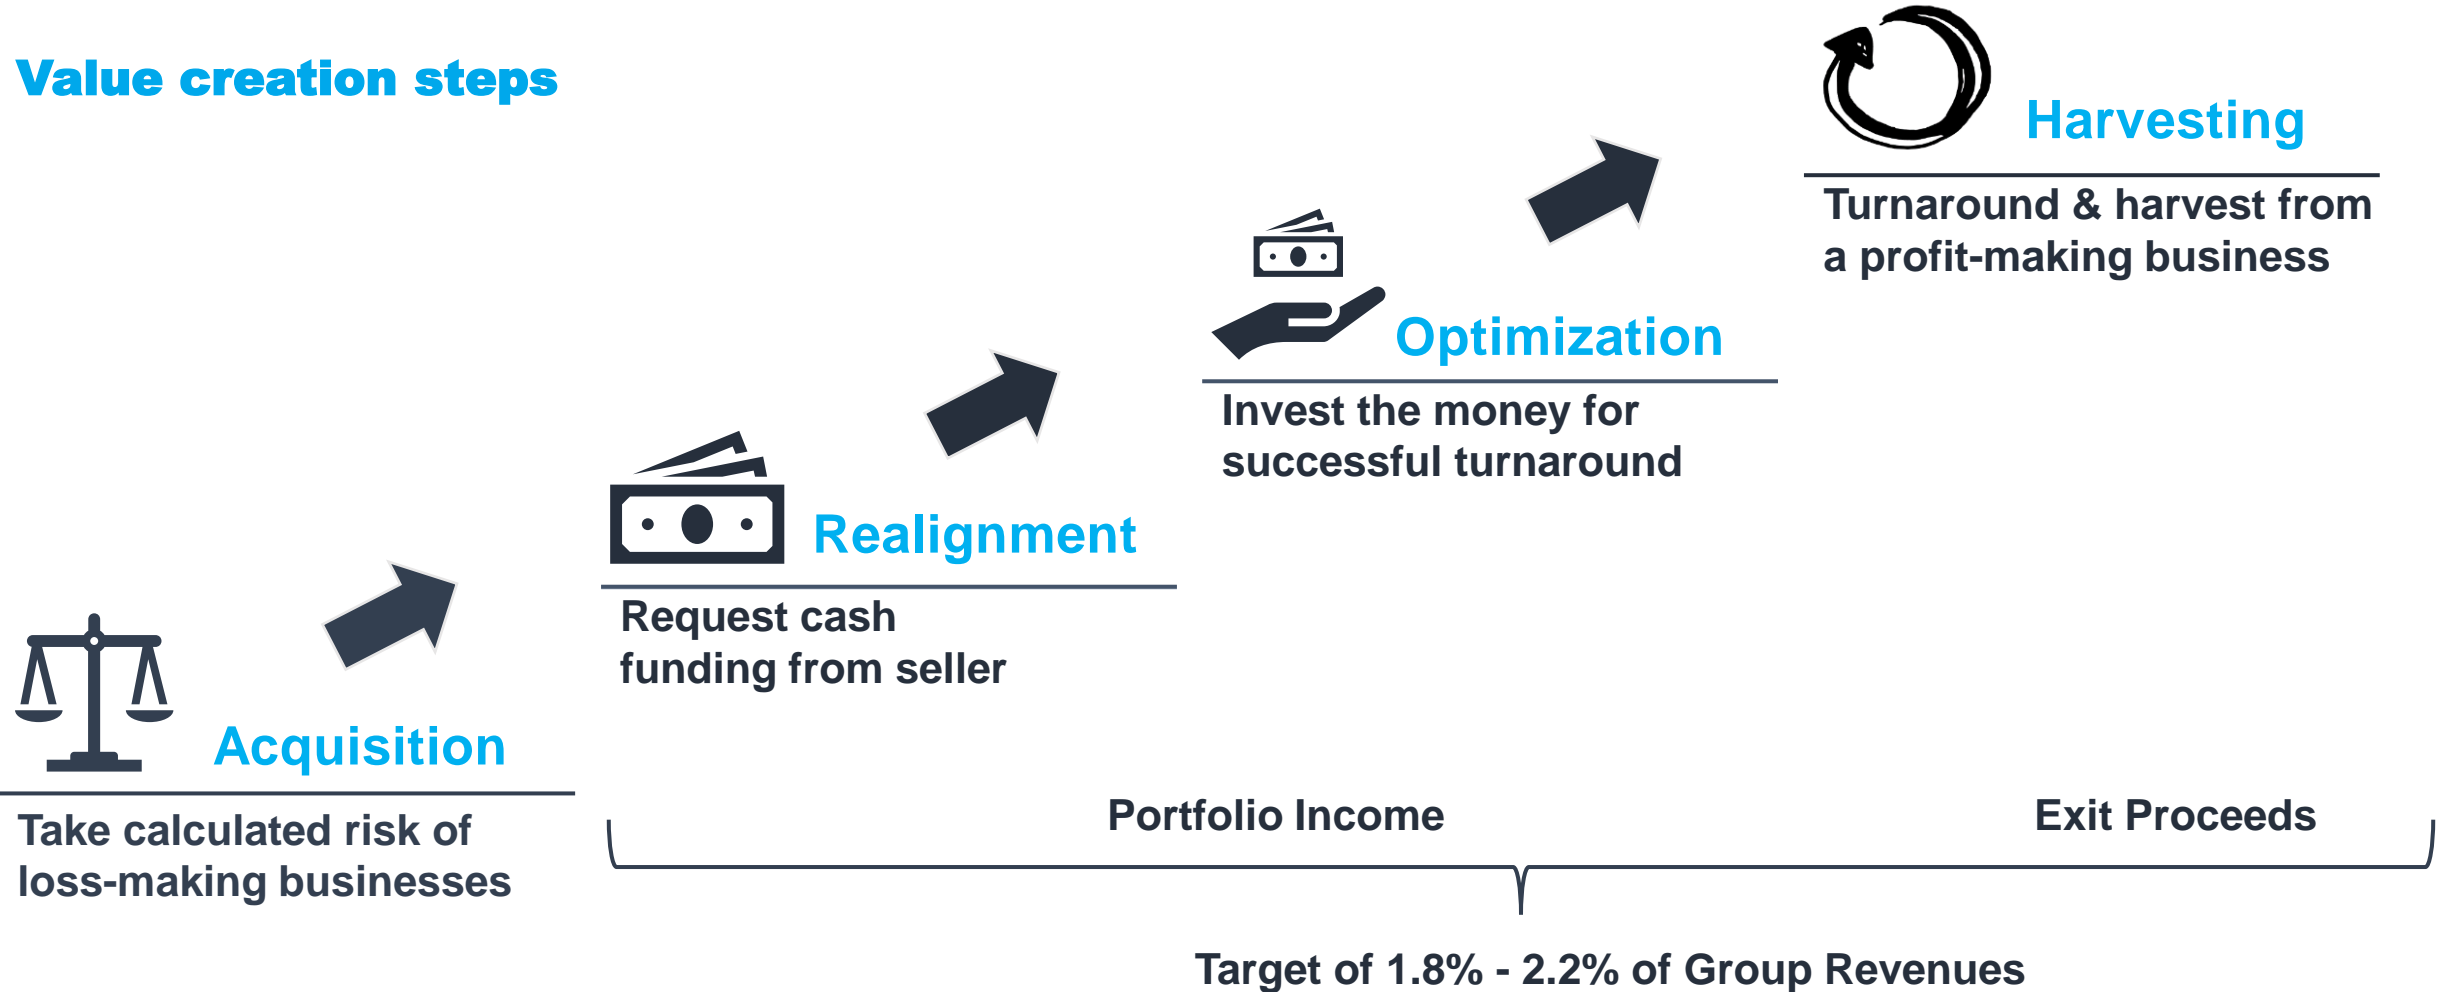 Value creation steps
Acquisition
Take calculated risk of
loss-making businesses
Realignment
Request cash
funding from seller
Optimization
Invest the money for
successful turnaround
Harvesting
Turnaround & harvest from
a profit-making business
Portfolio Income
Exit Proceeds
Target of 1.8% - 2.2% of Group Revenues